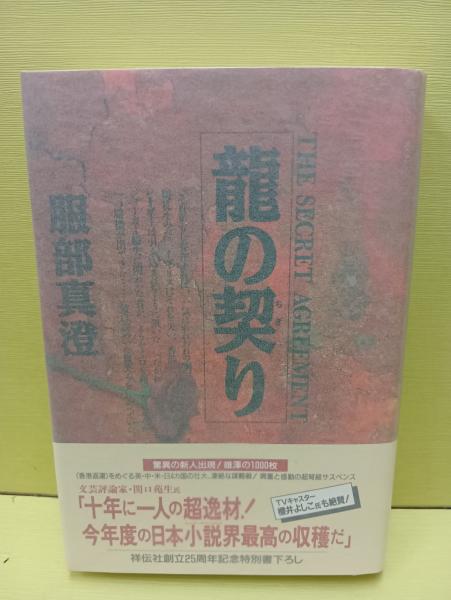 龍の契り
ちぎ
THE SECRET AGREEMENT
服部真澄
驚異の新人出現！雄渾の1000枚
〈香港返還〉をめぐる英・中・米・日4カ国の壮大、凄絶な謀略戦！興奮と感動の超弩級サスペンス
文芸評論家・関口苑生氏
「十年に一人の超逸材！
今年度の日本小説界最高の収穫だ」
TVキャスター
櫻井よしこ氏も絶賛！
祥伝社創立25周年記念特別書下ろし